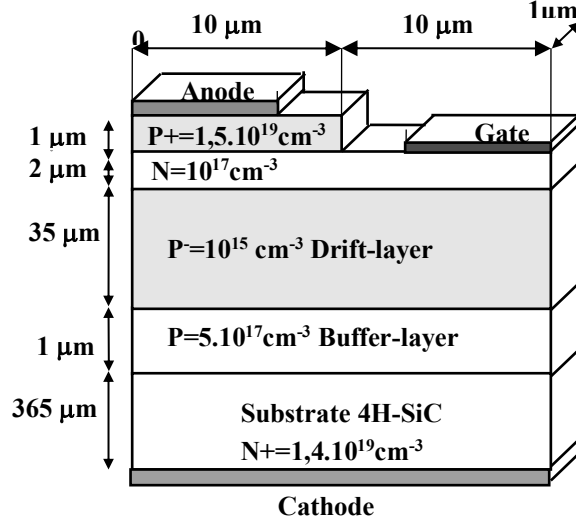 10 μm
10 μm
1μm
0
Anode
1 μm
P+=1,5.10¹⁹cm⁻³
Gate
2 μm
N=10¹⁷cm⁻³
35 μm
P⁻=10¹⁵ cm⁻³ Drift-layer
1 μm
P=5.10¹⁷cm⁻³ Buffer-layer
365 μm
Substrate 4H-SiC
N+=1,4.10¹⁹cm⁻³
Cathode